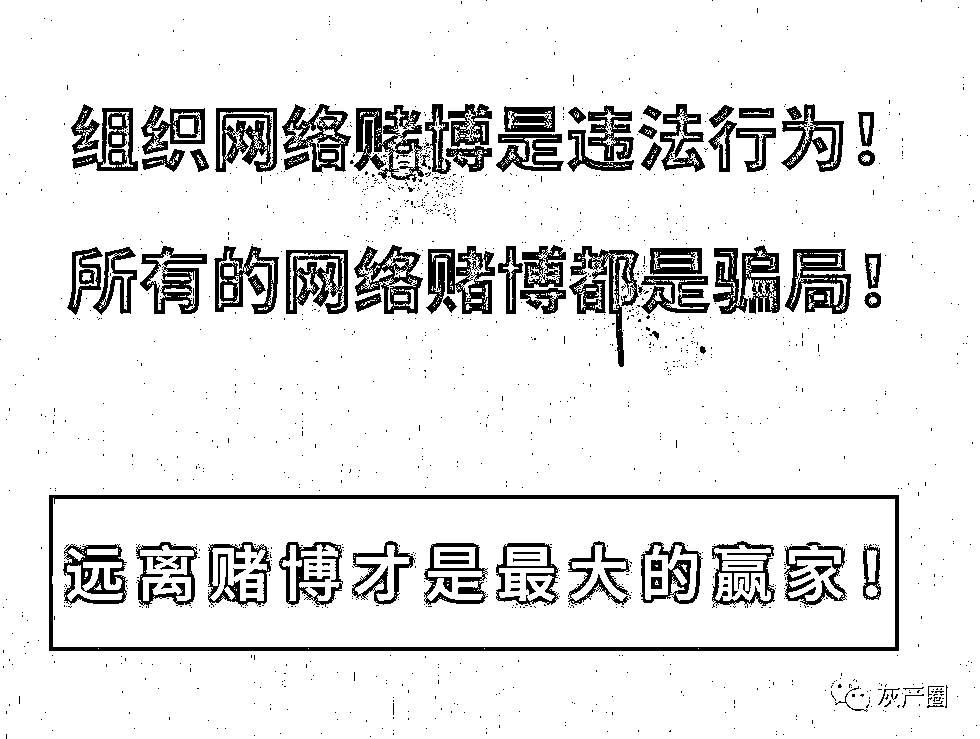 组织网络赌博是违法行为！
所有的网络赌博都是骗局！
远离赌博才是最大的赢家！
灰产圈